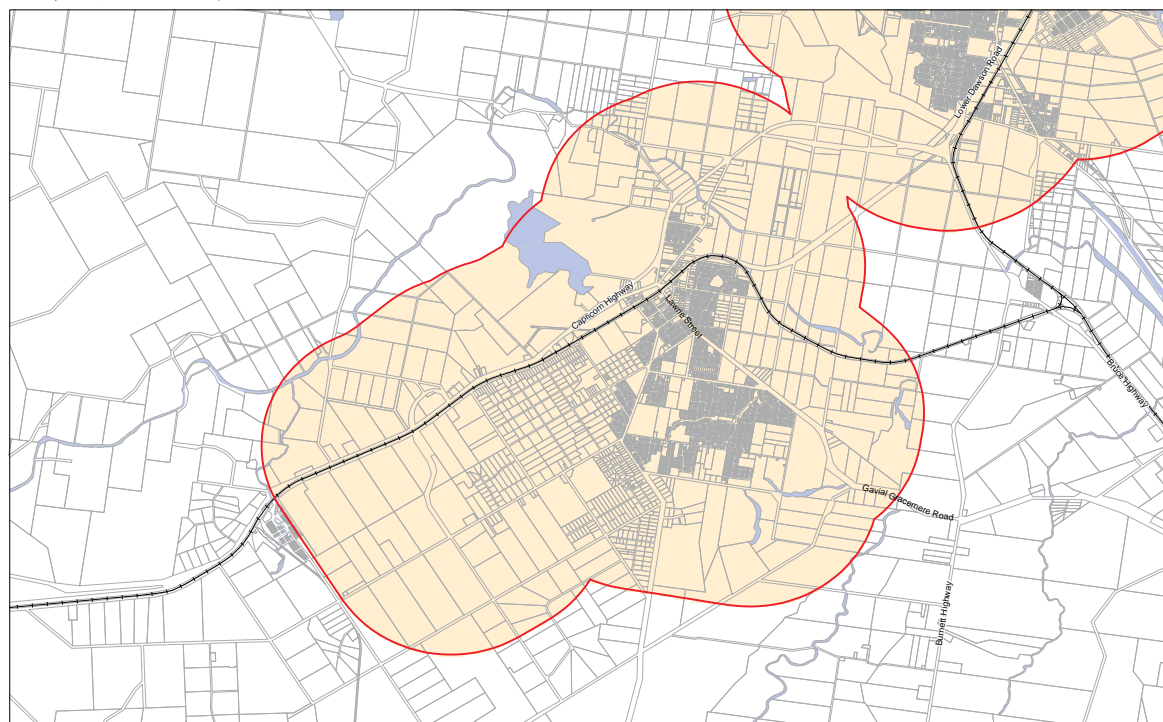 Lower Dawson Road
Capricorn Highway
Lawrie Street
Bruce Highway
Gavial Gracemere Road
Burnett Highway